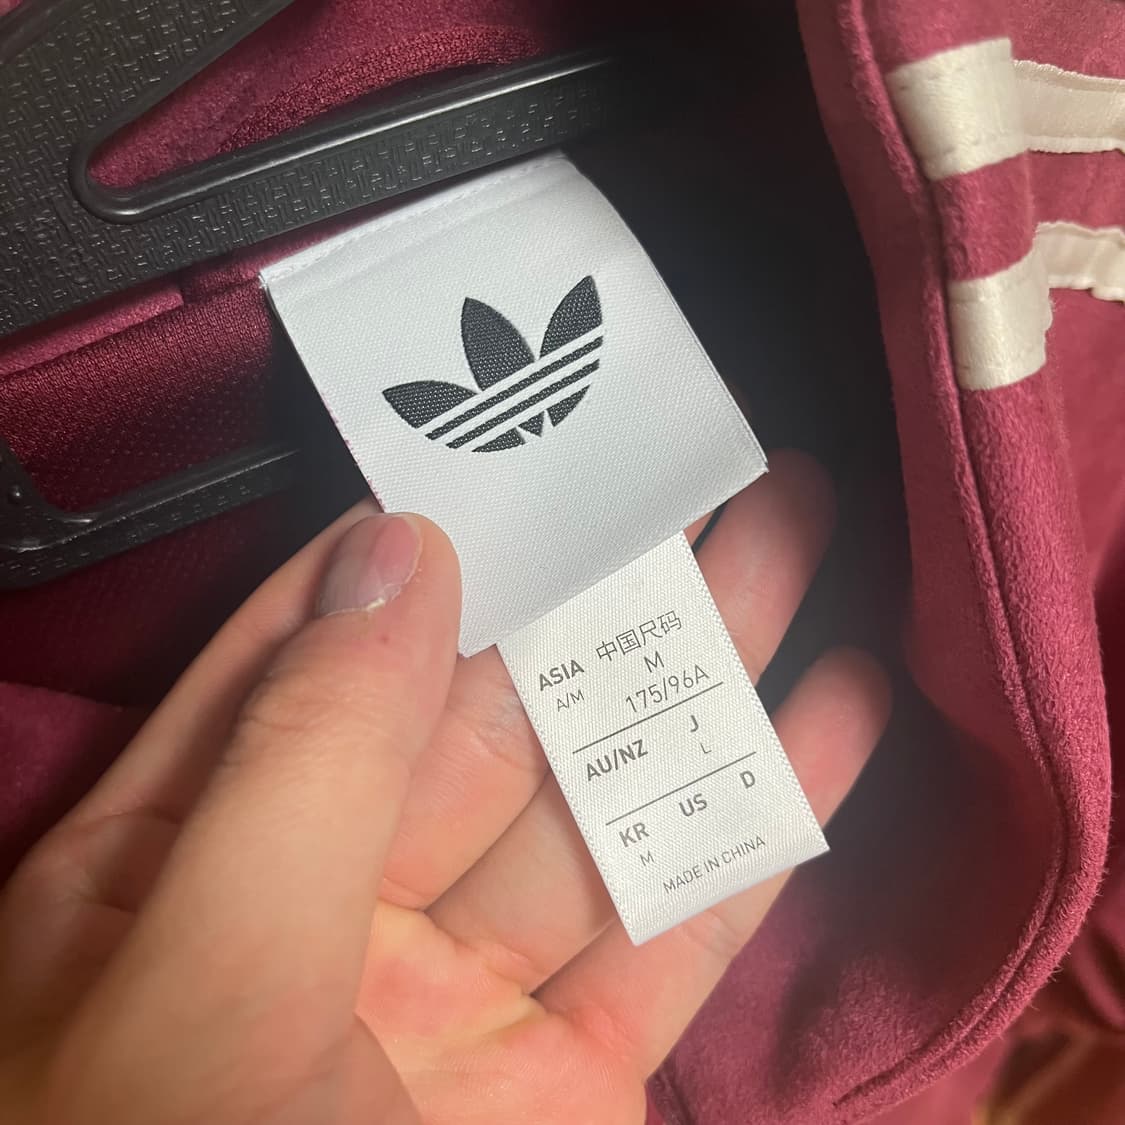 中国尺码
ASIA M
A/M 175/96A
AU/NZ J
L
KR US D
M
MADE IN CHINA